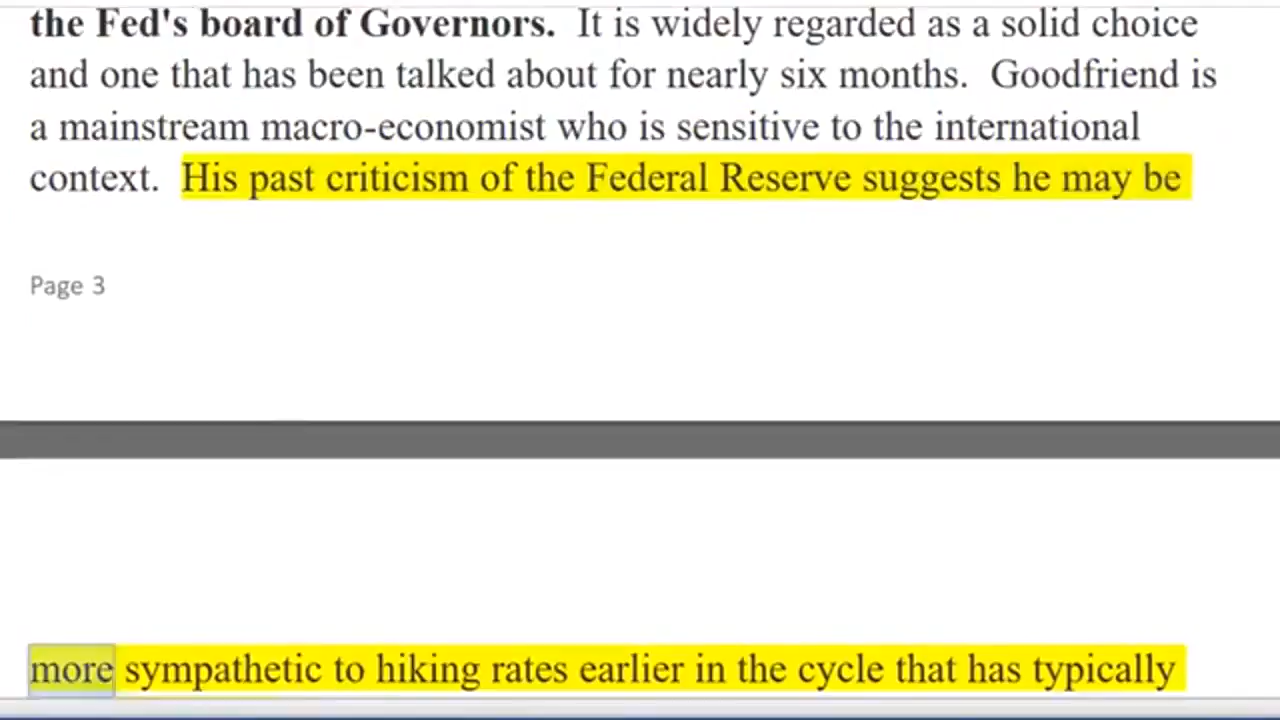 the Fed's board of Governors. It is widely regarded as a solid choice
and one that has been talked about for nearly six months. Goodfriend is
a mainstream macro-economist who is sensitive to the international
context. His past criticism of the Federal Reserve suggests he may be
Page 3
more sympathetic to hiking rates earlier in the cycle that has typically